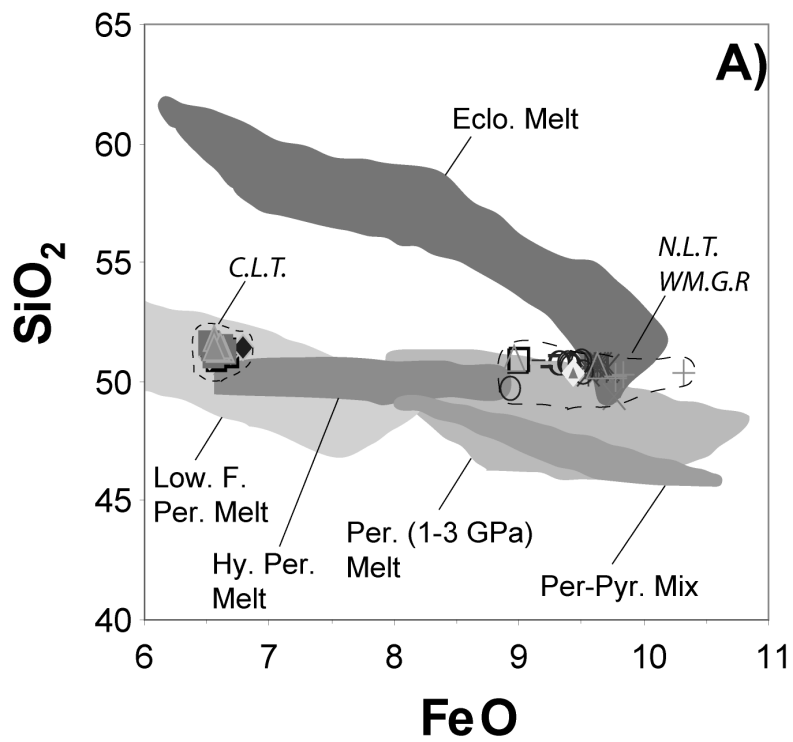 65
A)
Eclo. Melt
60
N.L.T.
WM.G.R
C.L.T.
55
SiO₂
50
Low. F.
Per. Melt
45
Per. (1-3 GPa)
Melt
Hy. Per.
Melt
Per-Pyr. Mix
40
6 7 8 9 10 11
FeO